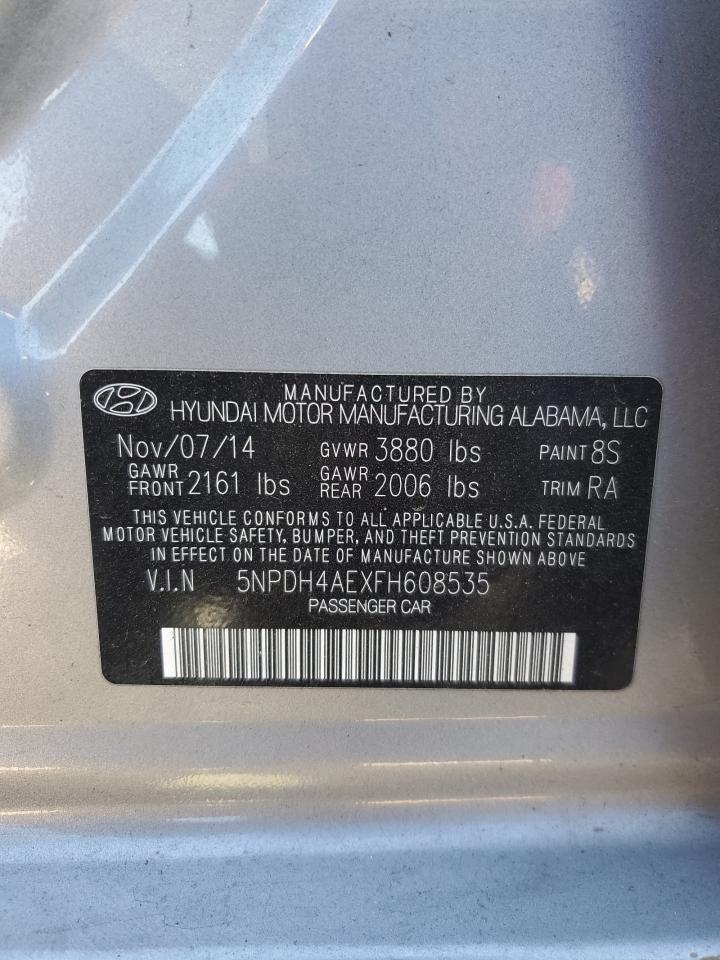 MANUFACTURED BY
HYUNDAI MOTOR MANUFACTURING ALABAMA, LLC
Nov/07/14 GVWR 3880 lbs PAINT 8S
GAWR FRONT 2161 lbs GAWR REAR 2006 lbs TRIM RA
THIS VEHICLE CONFORMS TO ALL APPLICABLE U.S.A. FEDERAL
MOTOR VEHICLE SAFETY, BUMPER, AND THEFT PREVENTION STANDARDS
IN EFFECT ON THE DATE OF MANUFACTURE SHOWN ABOVE
V.I.N 5NPDH4AEXFH608535
PASSENGER CAR